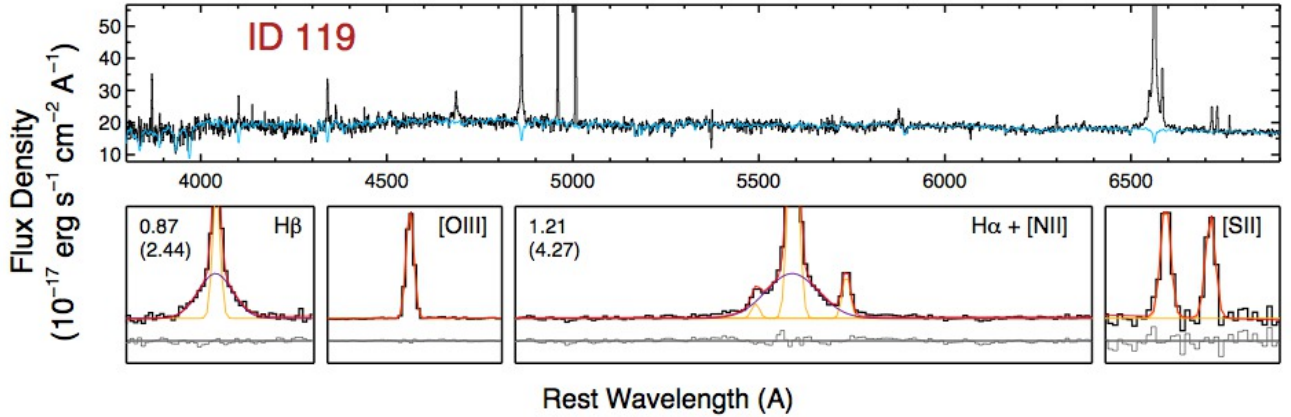 ID 119
50
40
30
20
10
4000 4500 5000 5500 6000 6500
Flux Density
(10⁻¹⁷ erg s⁻¹ cm⁻² A⁻¹)
0.87 Hβ
(2.44)
[OIII]
1.21 Hα + [NII]
(4.27)
[SII]
Rest Wavelength (A)